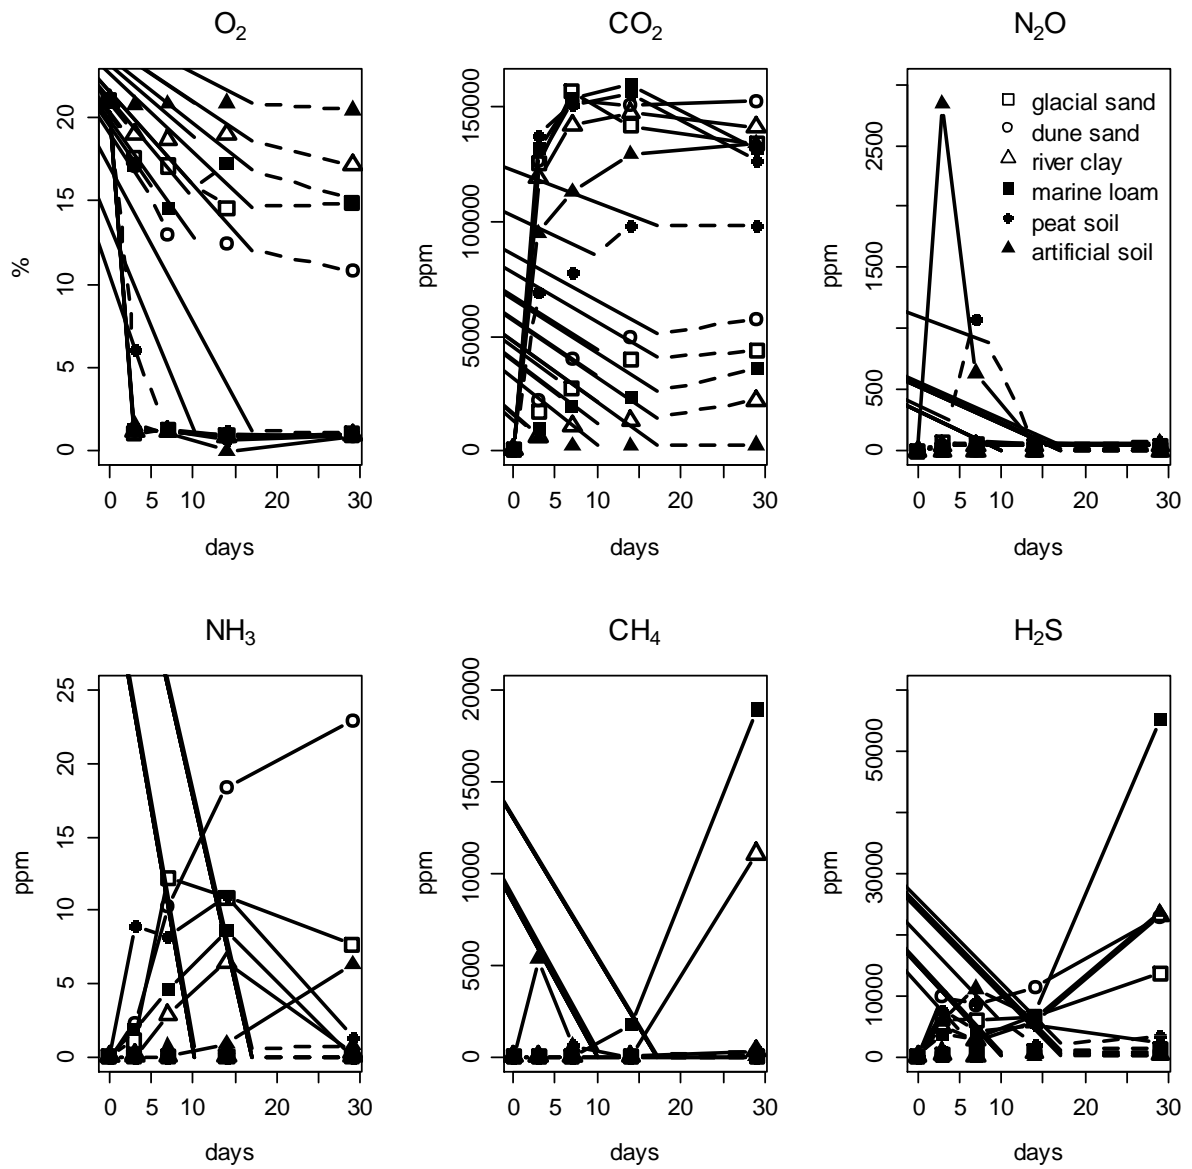 O₂
20
15
10
5
0
%
0 5 10 20 30
days
CO₂
150000
100000
50000
0
ppm
0 5 10 20 30
days
N₂O
2500
1500
500
0
ppm
glacial sand
dune sand
river clay
marine loam
peat soil
artificial soil
0 5 10 20 30
days
NH₃
25
20
15
10
5
0
ppm
0 5 10 20 30
days
CH₄
20000
15000
10000
5000
0
ppm
0 5 10 20 30
days
H₂S
50000
30000
10000
0
ppm
0 5 10 20 30
days